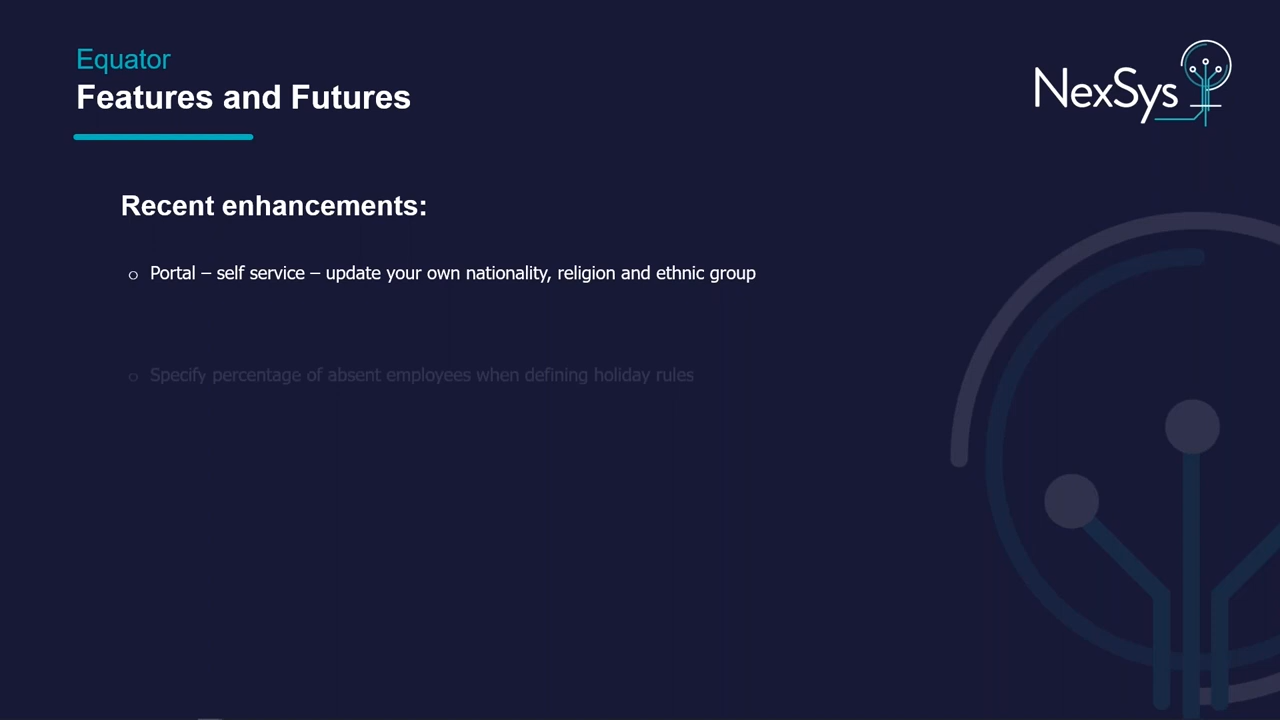 Equator
Features and Futures
NexSys
Recent enhancements:
o Portal – self service – update your own nationality, religion and ethnic group
o Specify percentage of absent employees when defining holiday rules